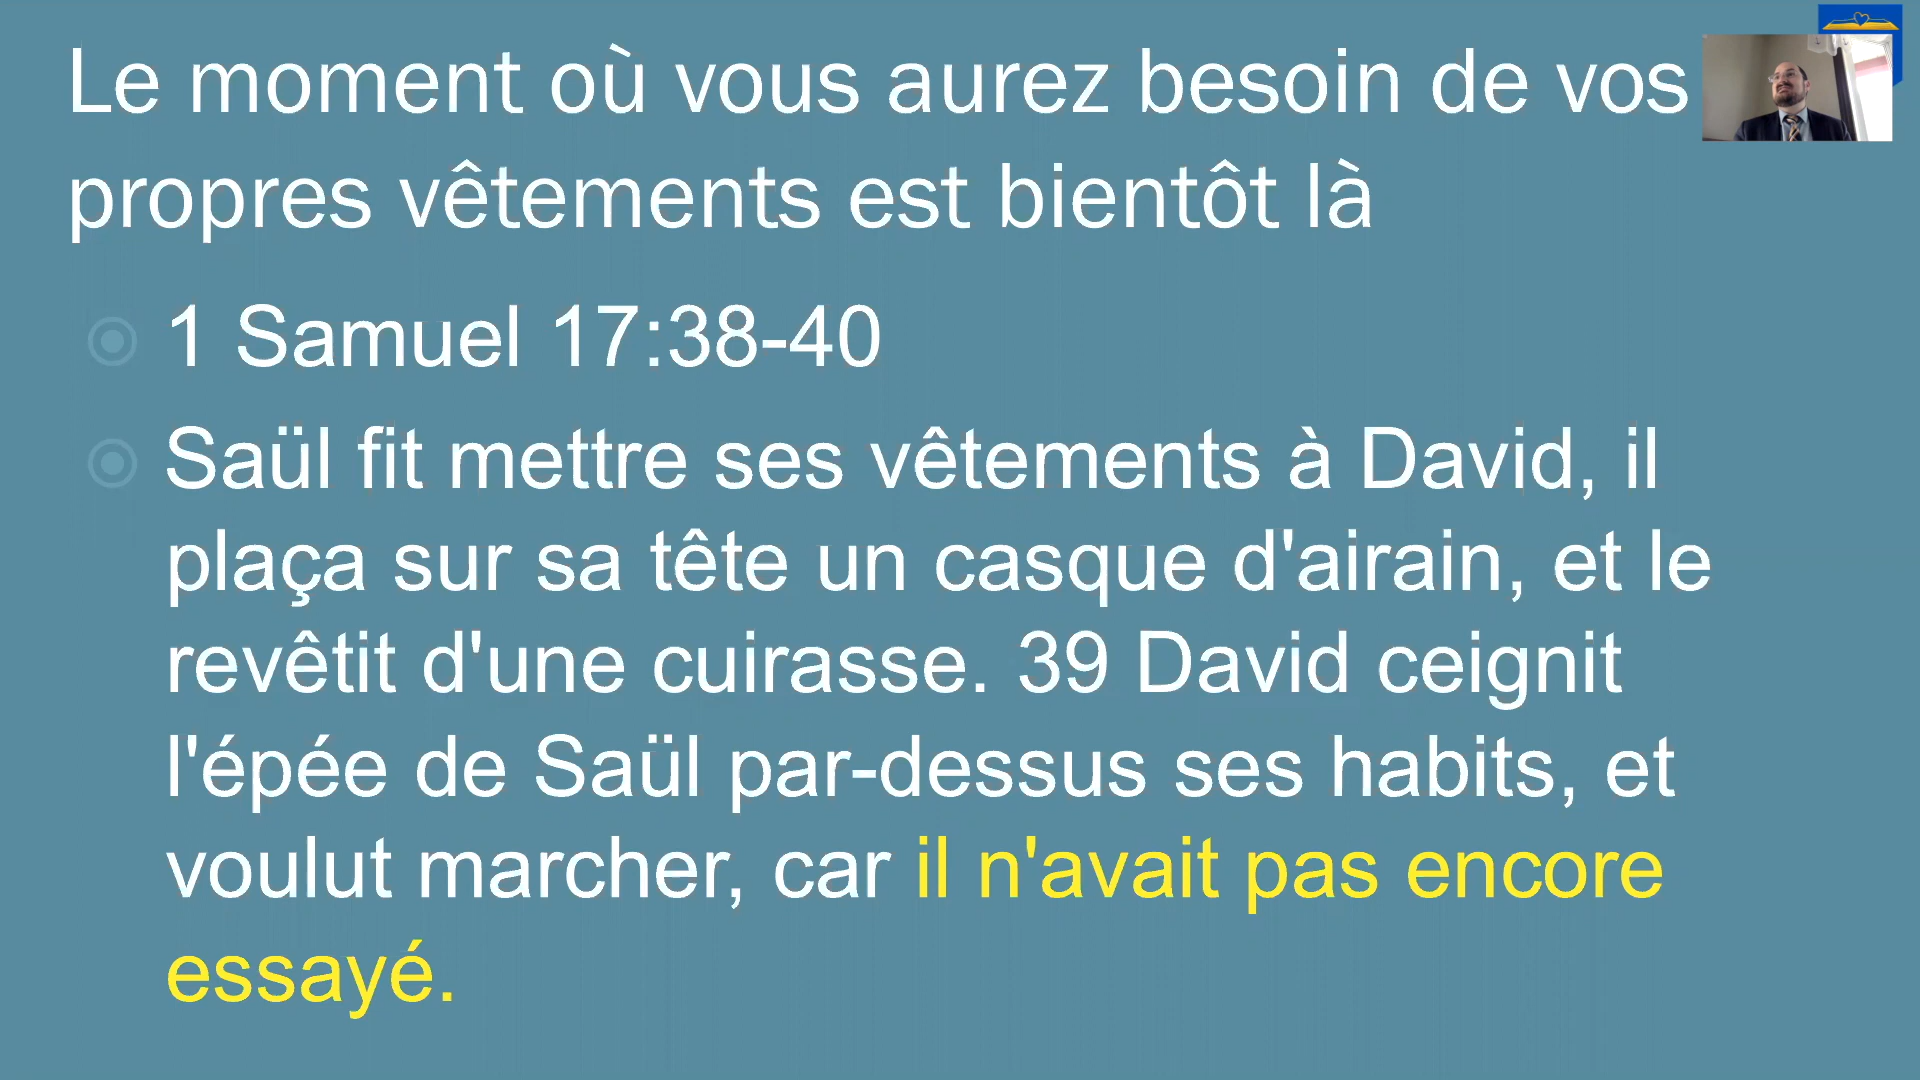 Le moment où vous aurez besoin de vos
propres vêtements est bientôt là
1 Samuel 17:38-40
Saül fit mettre ses vêtements à David, il
plaça sur sa tête un casque d'airain, et le
revêtit d'une cuirasse. 39 David ceignit
l'épée de Saül par-dessus ses habits, et
voulut marcher, car il n'avait pas encore
essayé.